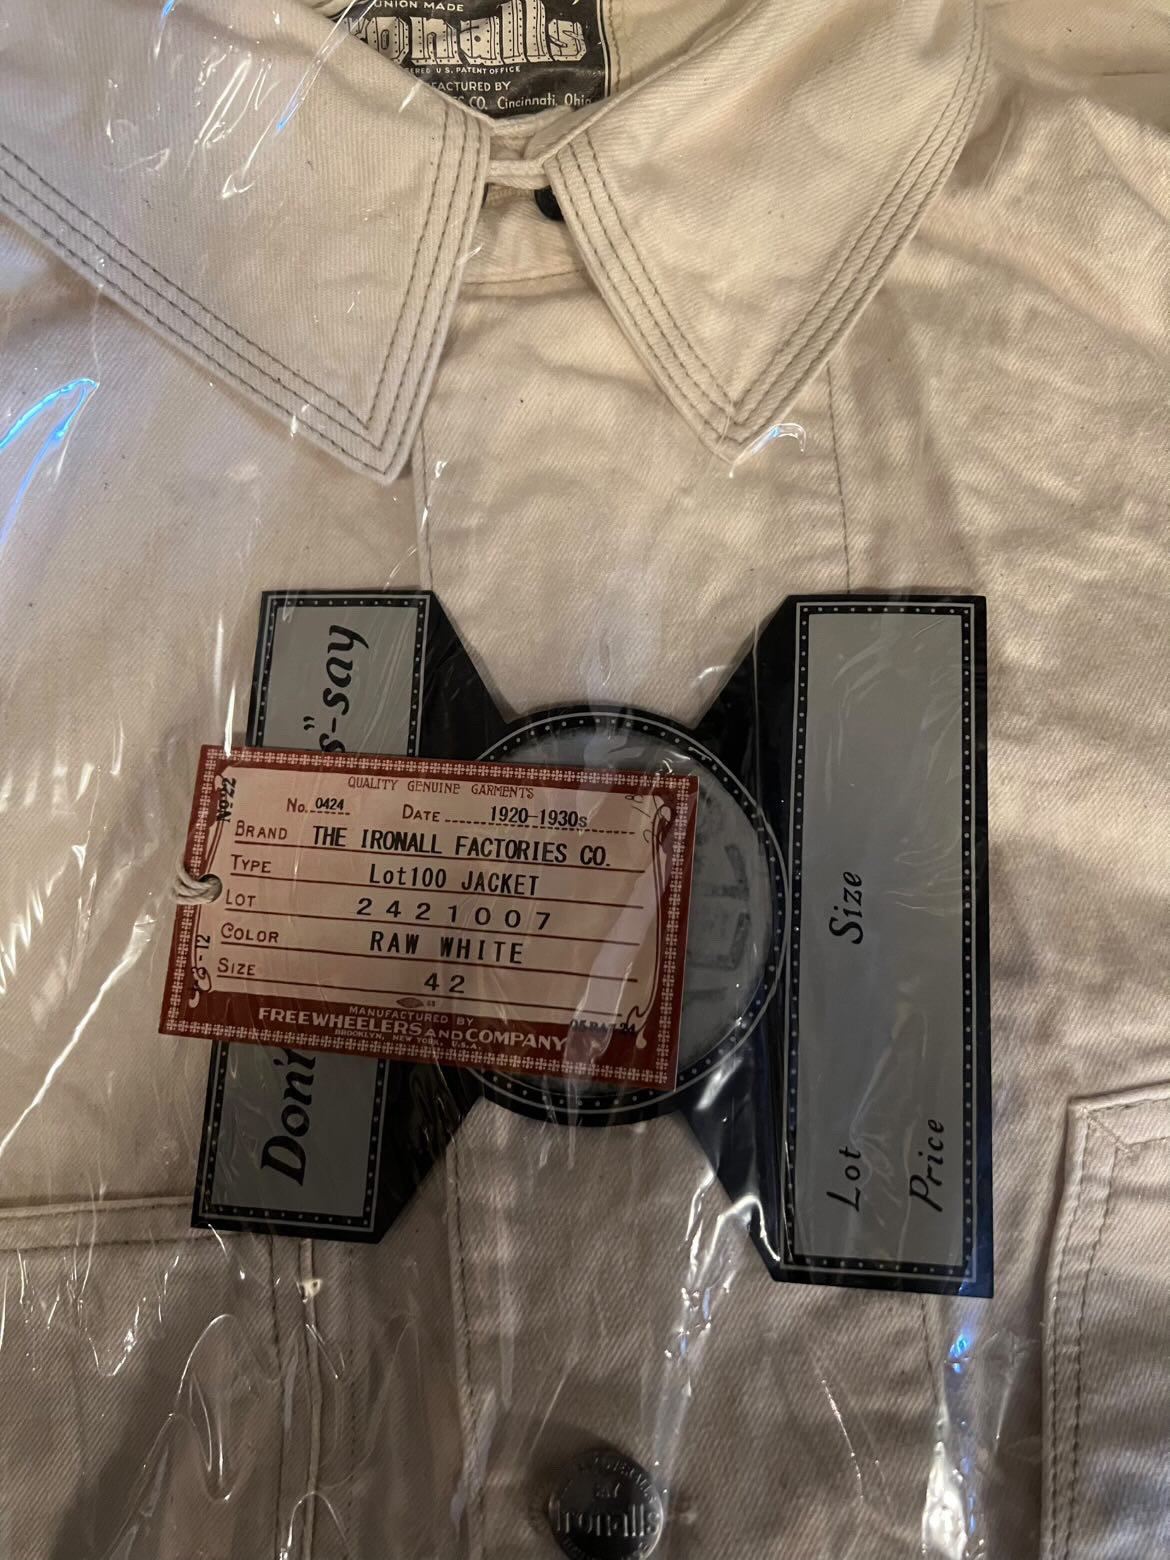 UNION MADE
ronalls
ERED U.S. PATENT OFFICE
FACTURED BY
CO. Cincinnati, Ohio
s"-say
Don't
QUALITY GENUINE GARMENTS
No. 0424 DATE 1920-1930s
BRAND THE IRONALL FACTORIES CO.
TYPE Lot100 JACKET
LOT 2421007
COLOR RAW WHITE
SIZE 42
MANUFACTURED BY
FREEWHEELERS AND COMPANY
BROOKLYN, NEW YORK, U.S.A.
No 22
Size
Lot
Price
BY
Ironalls